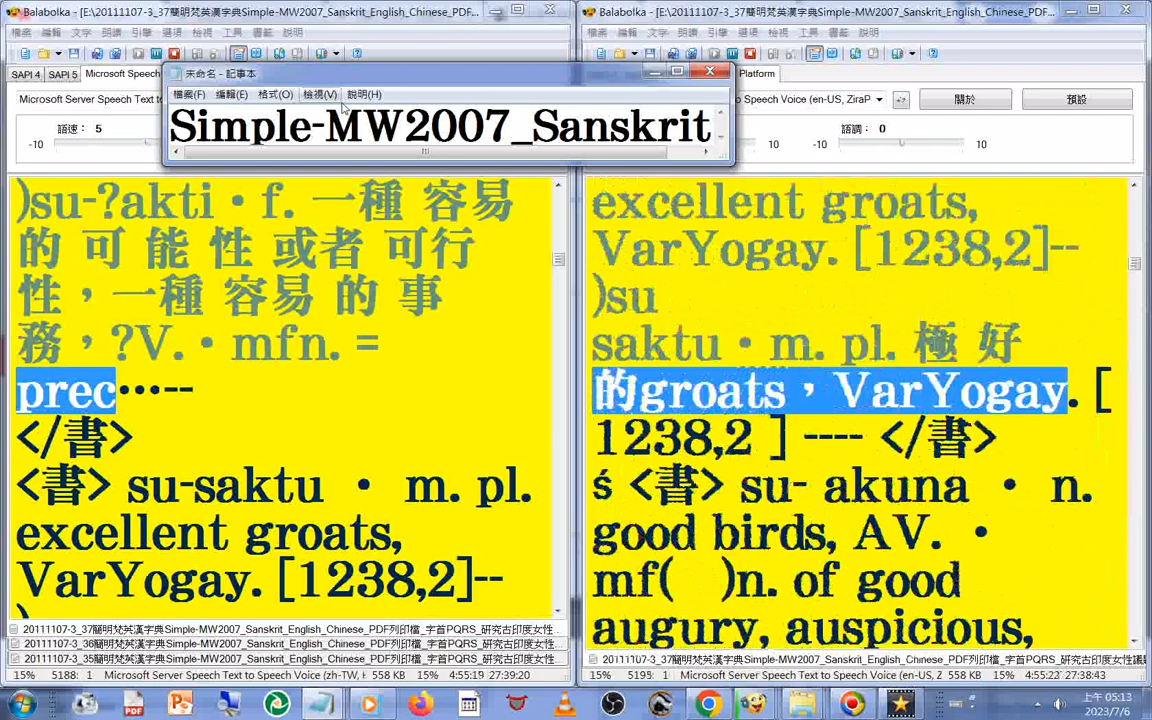 Balabolka - [E:\20111107-3_37簡明梵英漢字典Simple-MW2007_Sanskrit_English_Chinese_PDF...
檔案 編輯 文字 朗讀 引擎 選項 檢視 工具 書籤 說明
SAPI 4 SAPI 5 Microsoft Speech
Microsoft Server Speech Text to
語速： 5
-10
)su-?akti • f. 一種 容易
的 可 能 性 或者 可行
性，一種 容易 的 事
務，?V. • mfn. =
prec…--
</書>
<書> su-saktu • m. pl.
excellent groats,
VarYogay. [1238,2]--
20111107-3_37簡明梵英漢字典Simple-MW2007_Sanskrit_English_Chinese_PDF列印檔_字首PQRS_研究古印度女性...
20111107-3_36簡明梵英漢字典Simple-MW2007_Sanskrit_English_Chinese_PDF列印檔_字首PQRS_研究古印度女性...
20111107-3_35簡明梵英漢字典Simple-MW2007_Sanskrit_English_Chinese_PDF列印檔_字首PQRS_研究古印度女性...
15% 5188: 1 Microsoft Server Speech Text to Speech Voice (zh-TW, H 558 KB 15% 4:55:19 27:39:20
未命名 - 記事本
檔案(F) 編輯(E) 格式(O) 檢視(V) 說明(H)
Simple-MW2007_Sanskrit
Balabolka - [E:\20111107-3_37簡明梵英漢字典Simple-MW2007_Sanskrit_English_Chinese_PDF...
檔案 編輯 文字 朗讀 引擎 選項 檢視 工具 書籤 說明
Platform
Speech Voice (en-US, ZiraP 關於 預設
語調： 0
10 -10 10
excellent groats,
VarYogay. [1238,2]--
)su
saktu • m. pl. 極 好
的groats，VarYogay. [
1238,2 ] ---- </書>
ś <書> su- akuna • n.
good birds, AV. •
mf( )n. of good
augury, auspicious,
20111107-3_37簡明梵英漢字典Simple-MW2007_Sanskrit_English_Chinese_PDF列印檔_字首PQRS_研究古印度女性議
15% 5195: 1 Microsoft Server Speech Text to Speech Voice (en-US, Z 558 KB 15% 4:55:22 27:38:43
上午 05:13
2023/7/6